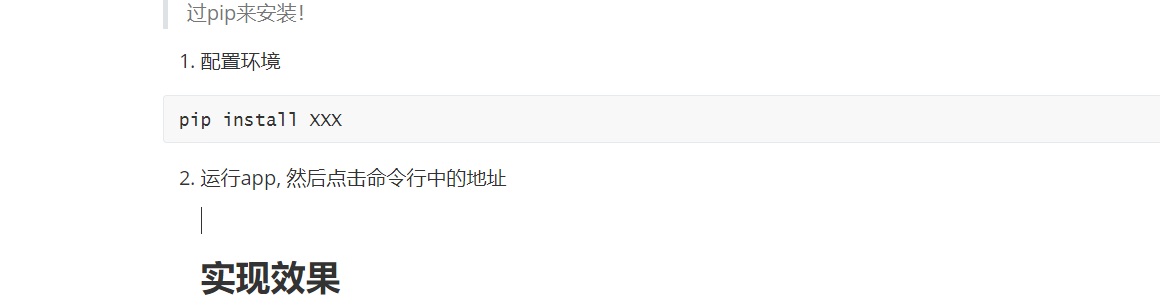 过pip来安装！
1. 配置环境
pip install XXX
2. 运行app, 然后点击命令行中的地址
实现效果